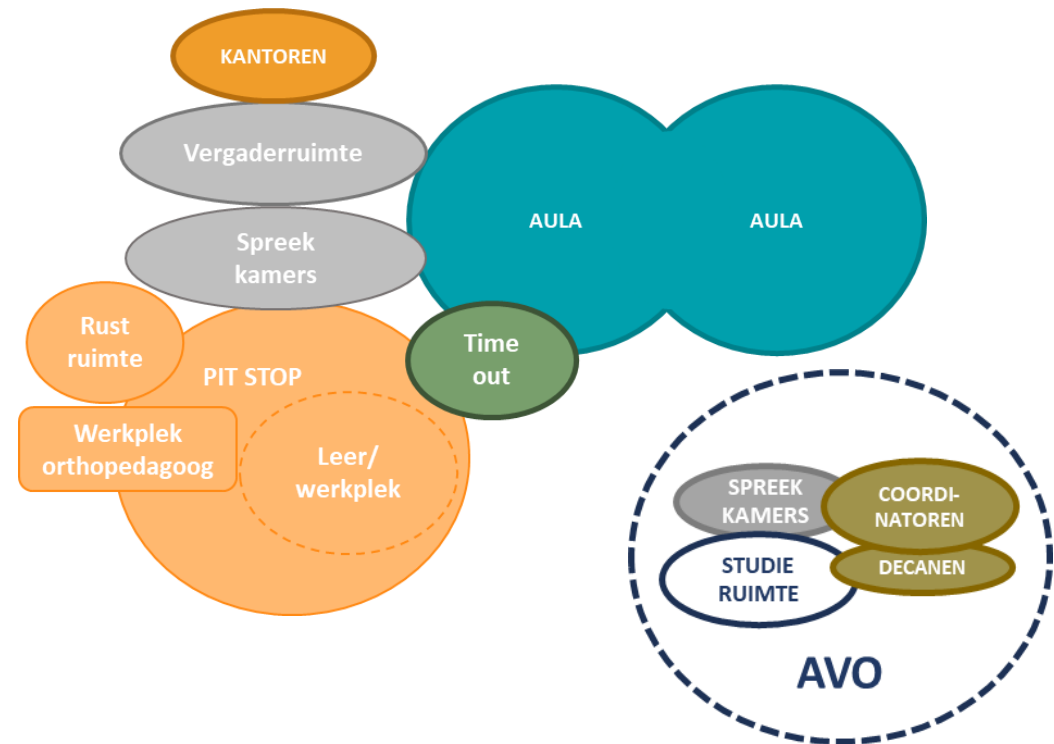 KANTOREN
Vergaderruimte
Spreek
kamers
AULA
AULA
Rust
ruimte
PIT STOP
Time
out
Werkplek
orthopedagoog
Leer/
werkplek
SPREEK
KAMERS
COORDI-
NATOREN
STUDIE
RUIMTE
DECANEN
AVO